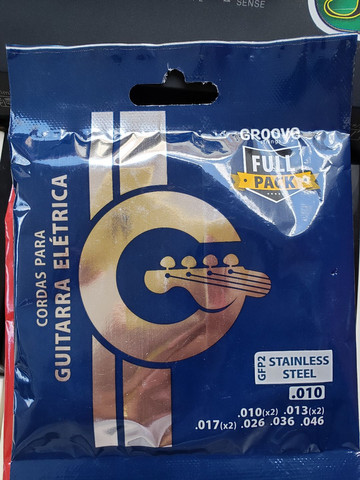 SENSE
GROOVE
FULL
PACK
CORDAS PARA
GUITARRA ELÉTRICA
GFP2
STAINLESS
STEEL
.010
.010(x2) .013(x2)
.017(x2) .026 .036 .046